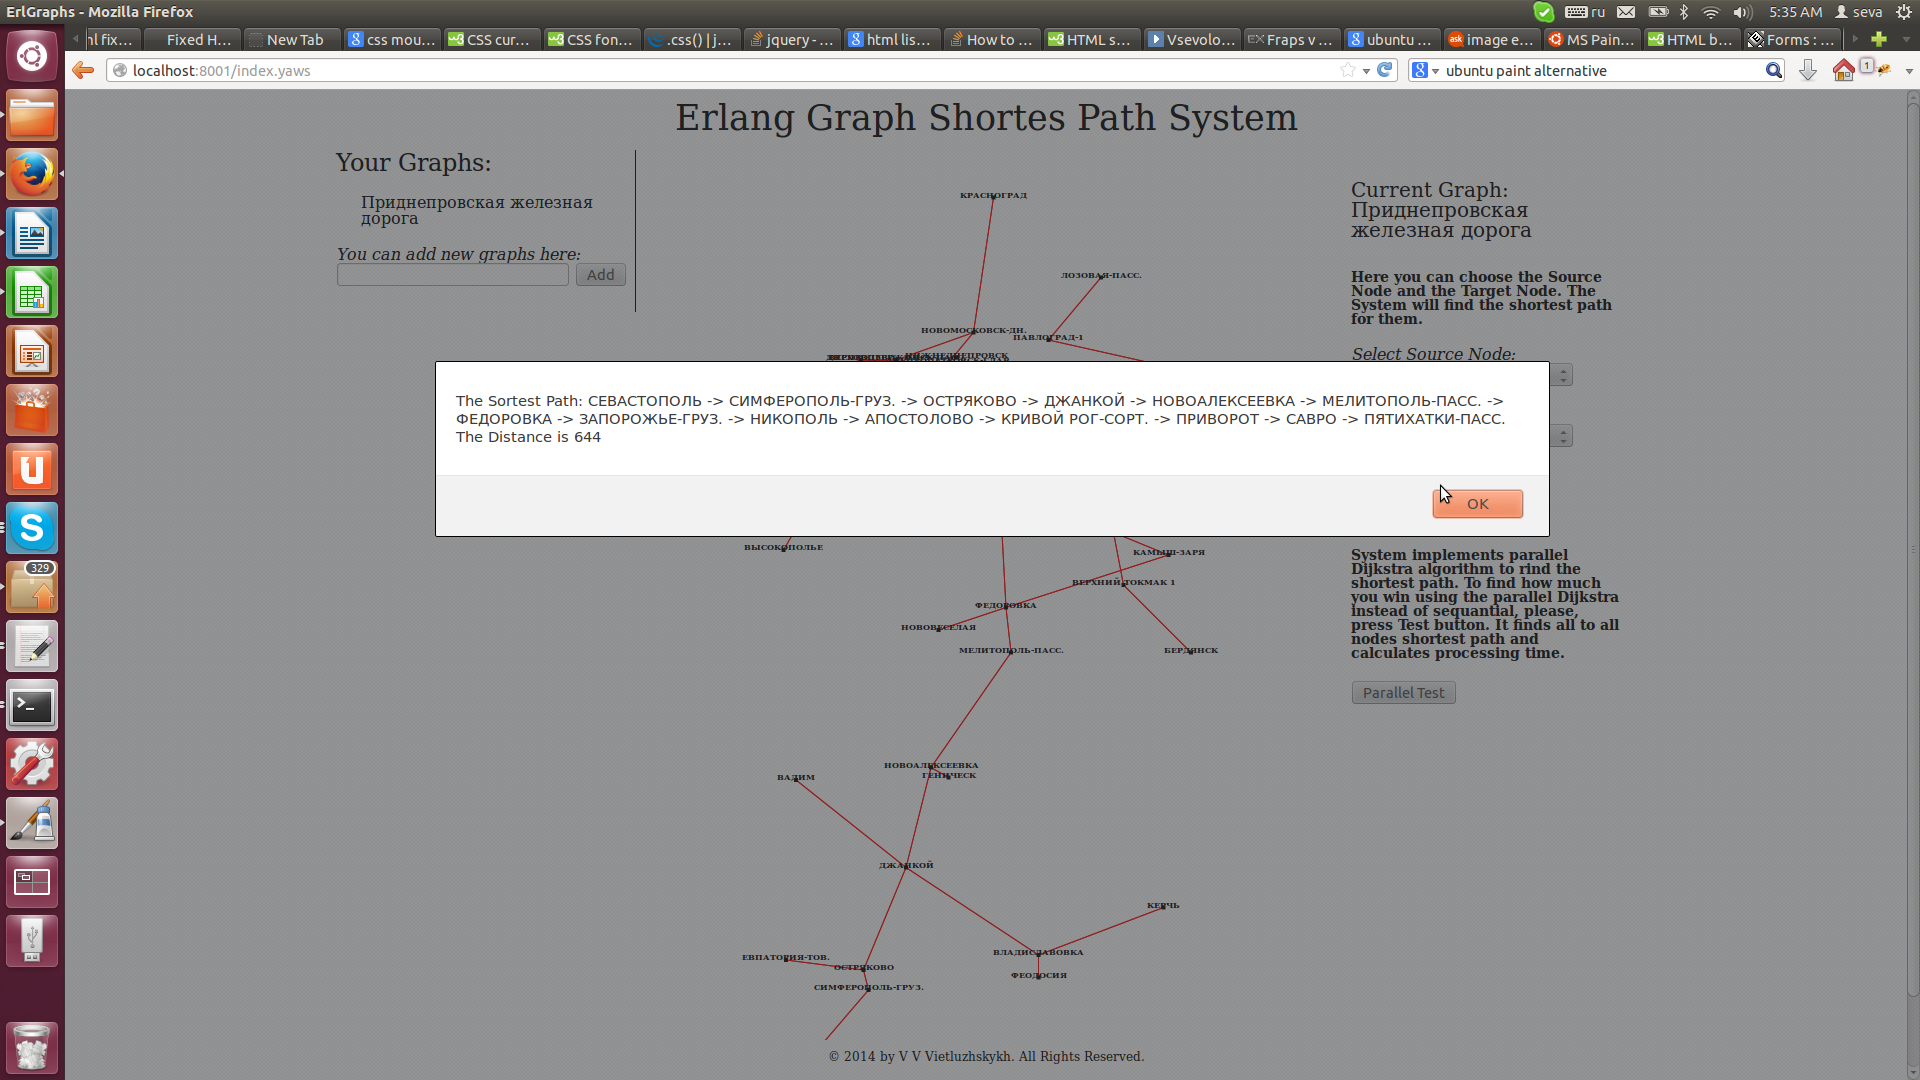 ErlGraphs - Mozilla Firefox
ru
5:35 AM
seva
nl fix...
Fixed H...
New Tab
css mou...
CSS cur...
CSS fon...
.css() | j...
jquery - ...
html lis...
How to ...
HTML s...
Vsevolo...
Fraps v ...
ubuntu ...
image e...
MS Pain...
HTML b...
Forms : ...
localhost:8001/index.yaws
ubuntu paint alternative
1
Erlang Graph Shortes Path System
Your Graphs:
Приднепровская железная
дорога
You can add new graphs here:
Add
КРАСНОГРАД
ЛОЗОВАЯ-ПАСС.
НОВОМОСКОВСК-ДН.
ПАВЛОГРАД-1
НИЖНЕДНЕПРОВСК
Current Graph:
Приднепровская
железная дорога
Here you can choose the Source
Node and the Target Node. The
System will find the shortest path
for them.
Select Source Node:
The Sortest Path: СЕВАСТОПОЛЬ -> СИМФЕРОПОЛЬ-ГРУЗ. -> ОСТРЯКОВО -> ДЖАНКОЙ -> НОВОАЛЕКСЕЕВКА -> МЕЛИТОПОЛЬ-ПАСС. ->
ФЕДОРОВКА -> ЗАПОРОЖЬЕ-ГРУЗ. -> НИКОПОЛЬ -> АПОСТОЛОВО -> КРИВОЙ РОГ-СОРТ. -> ПРИВОРОТ -> САВРО -> ПЯТИХАТКИ-ПАСС.
The Distance is 644
OK
ВЫСОКОПОЛЬЕ
КАМЫШ-ЗАРЯ
ВЕРХНИЙ ТОКМАК 1
ФЕДОРОВКА
НОВОВЕСЕЛАЯ
МЕЛИТОПОЛЬ-ПАСС.
БЕРДЯНСК
НОВОАЛЕКСЕЕВКА
ГЕНИЧЕСК
ВАДИМ
ДЖАНКОЙ
КЕРЧЬ
ВЛАДИСЛАВОВКА
ЕВПАТОРИЯ-ТОВ.
ОСТРЯКОВО
ФЕОДОСИЯ
СИМФЕРОПОЛЬ-ГРУЗ.
System implements parallel
Dijkstra algorithm to rind the
shortest path. To find how much
you win using the parallel Dijkstra
instead of sequantial, please,
press Test button. It finds all to all
nodes shortest path and
calculates processing time.
Parallel Test
329
© 2014 by V V Vietluzhskykh. All Rights Reserved.